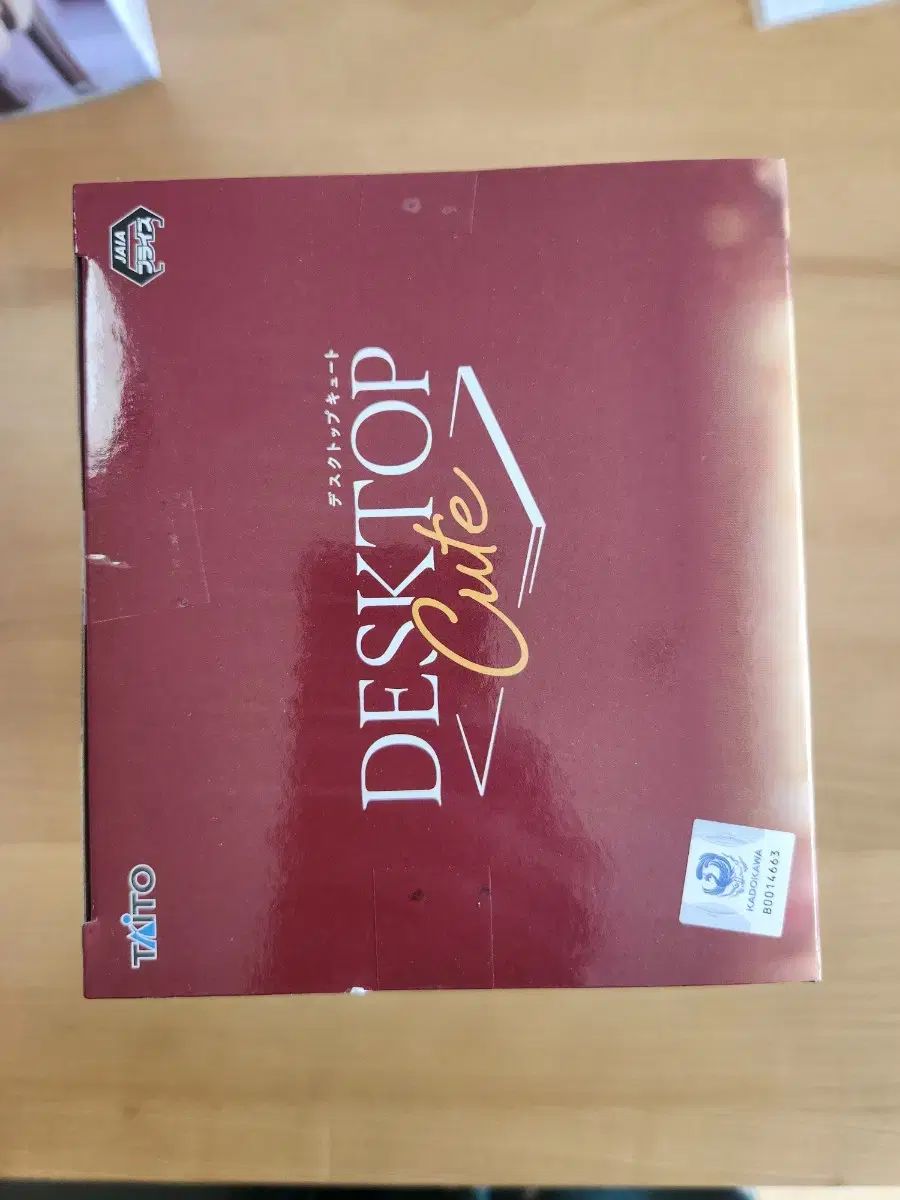 TAITO
JAIA
プライズ
デスクトップキュート
DESKTOP
Cute
KADOKAWA
B0014663